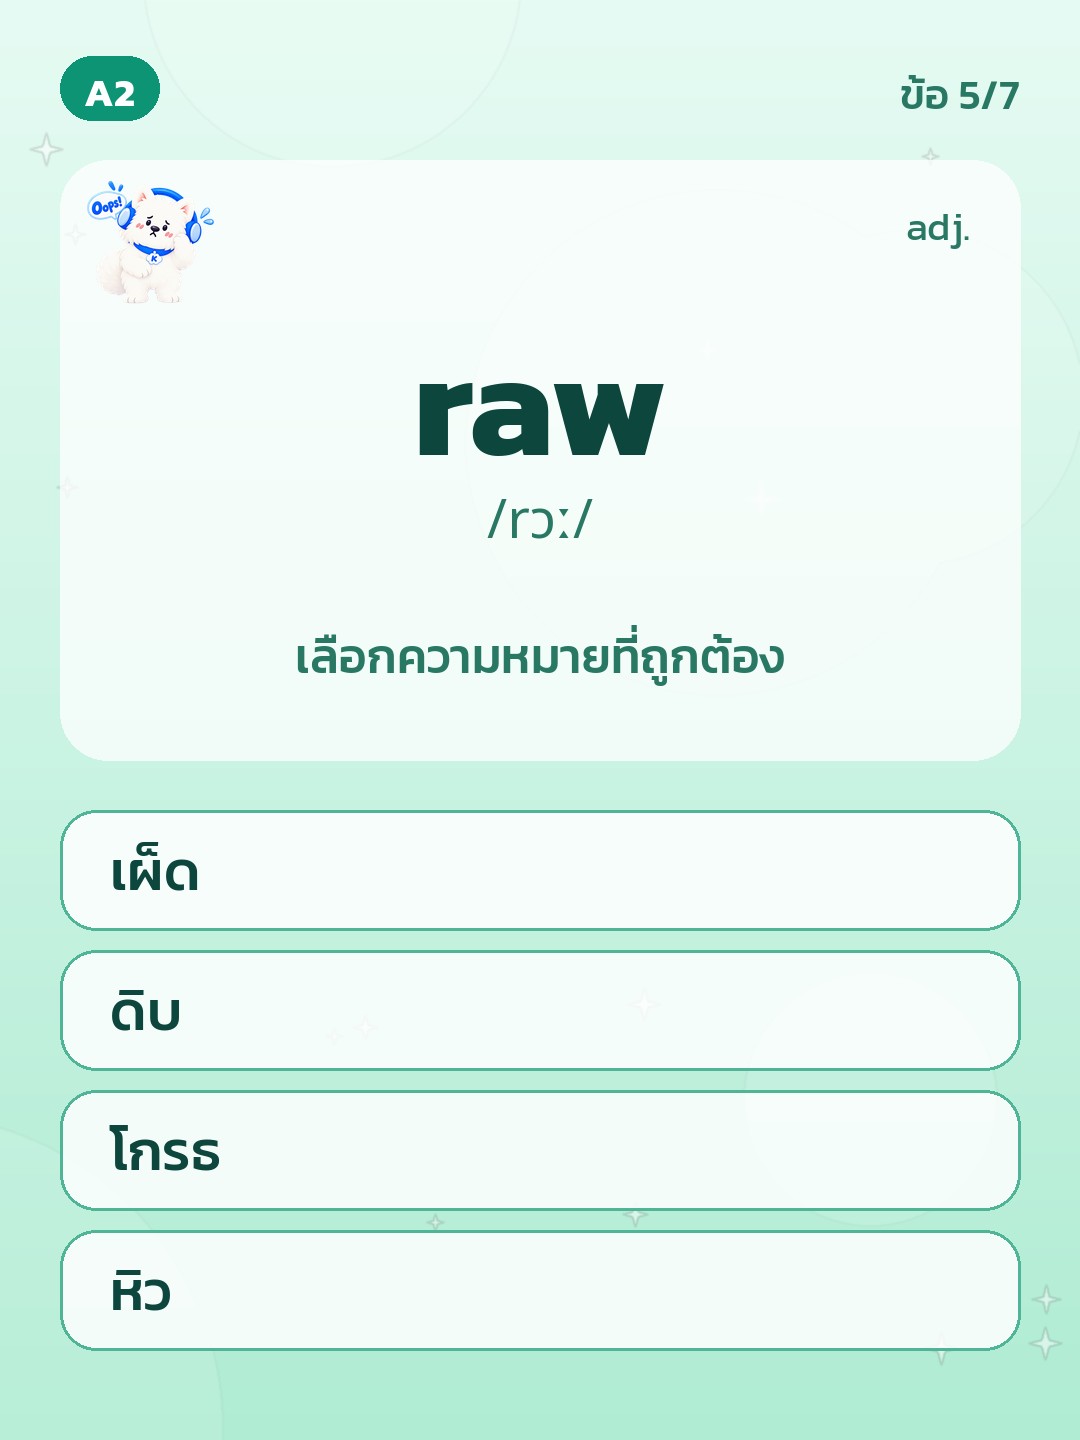 A2
ข้อ 5/7
Oops!
K
adj.
raw
/rɔː/
เลือกความหมายที่ถูกต้อง
เผ็ด
ดิบ
โกรธ
หิว